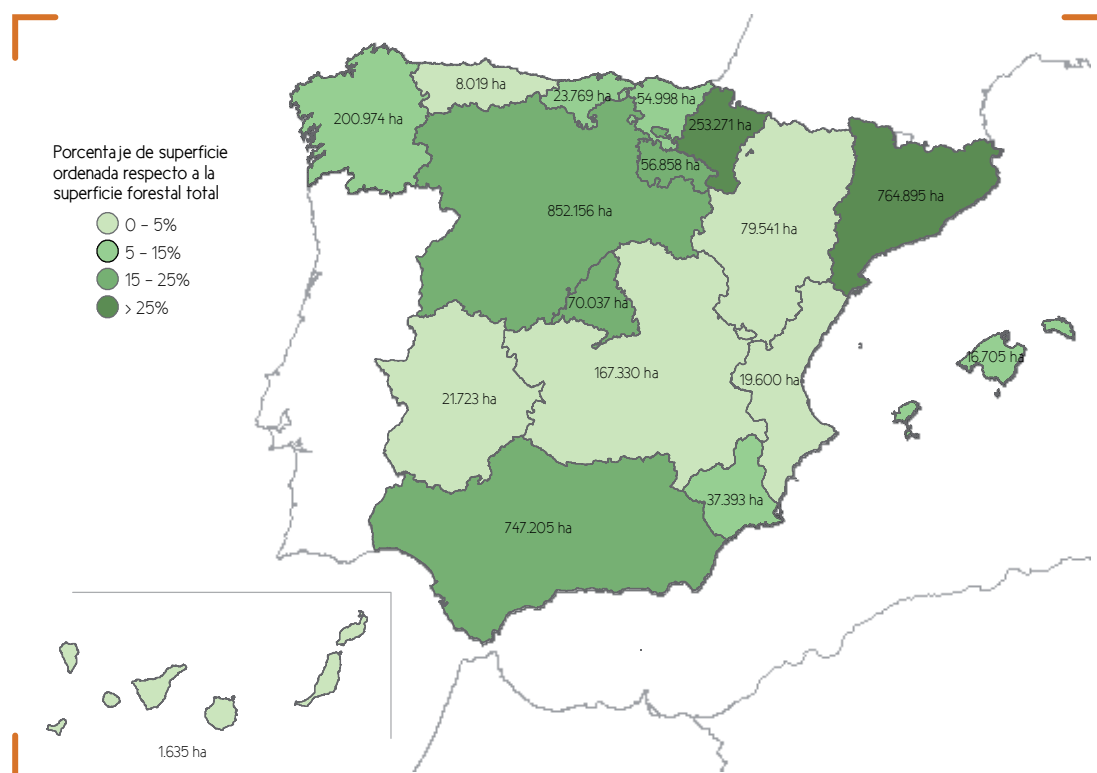 Porcentaje de superficie
ordenada respecto a la
superficie forestal total
0 - 5%
5 - 15%
15 - 25%
> 25%
8.019 ha
23.769 ha
54.998 ha
200.974 ha
253.271 ha
56.858 ha
764.895 ha
852.156 ha
79.541 ha
70.037 ha
16.705 ha
167.330 ha
19.600 ha
21.723 ha
37.393 ha
747.205 ha
1.635 ha